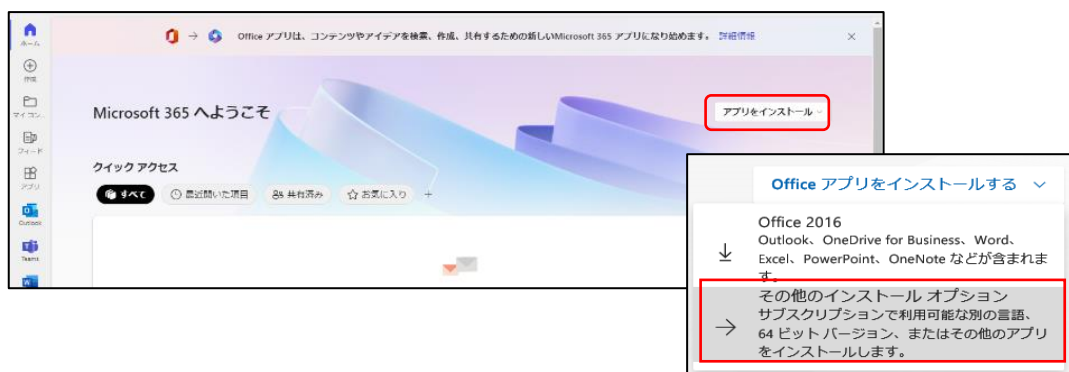 Office アプリは、コンテンツやアイデアを検索、作成、共有するための新しいMicrosoft 365 アプリになり始めます。 詳細情報
ホーム
作成
マイ コン...
フィード
アプリ
Outlook
Teams
Microsoft 365 へようこそ
アプリをインストール
クイック アクセス
すべて 最近開いた項目 共有済み お気に入り +
Office アプリをインストールする
Office 2016
Outlook、OneDrive for Business、Word、
Excel、PowerPoint、OneNote などが含まれま
す。
その他のインストール オプション
サブスクリプションで利用可能な別の言語、
64 ビット バージョン、またはその他のアプリ
をインストールします。